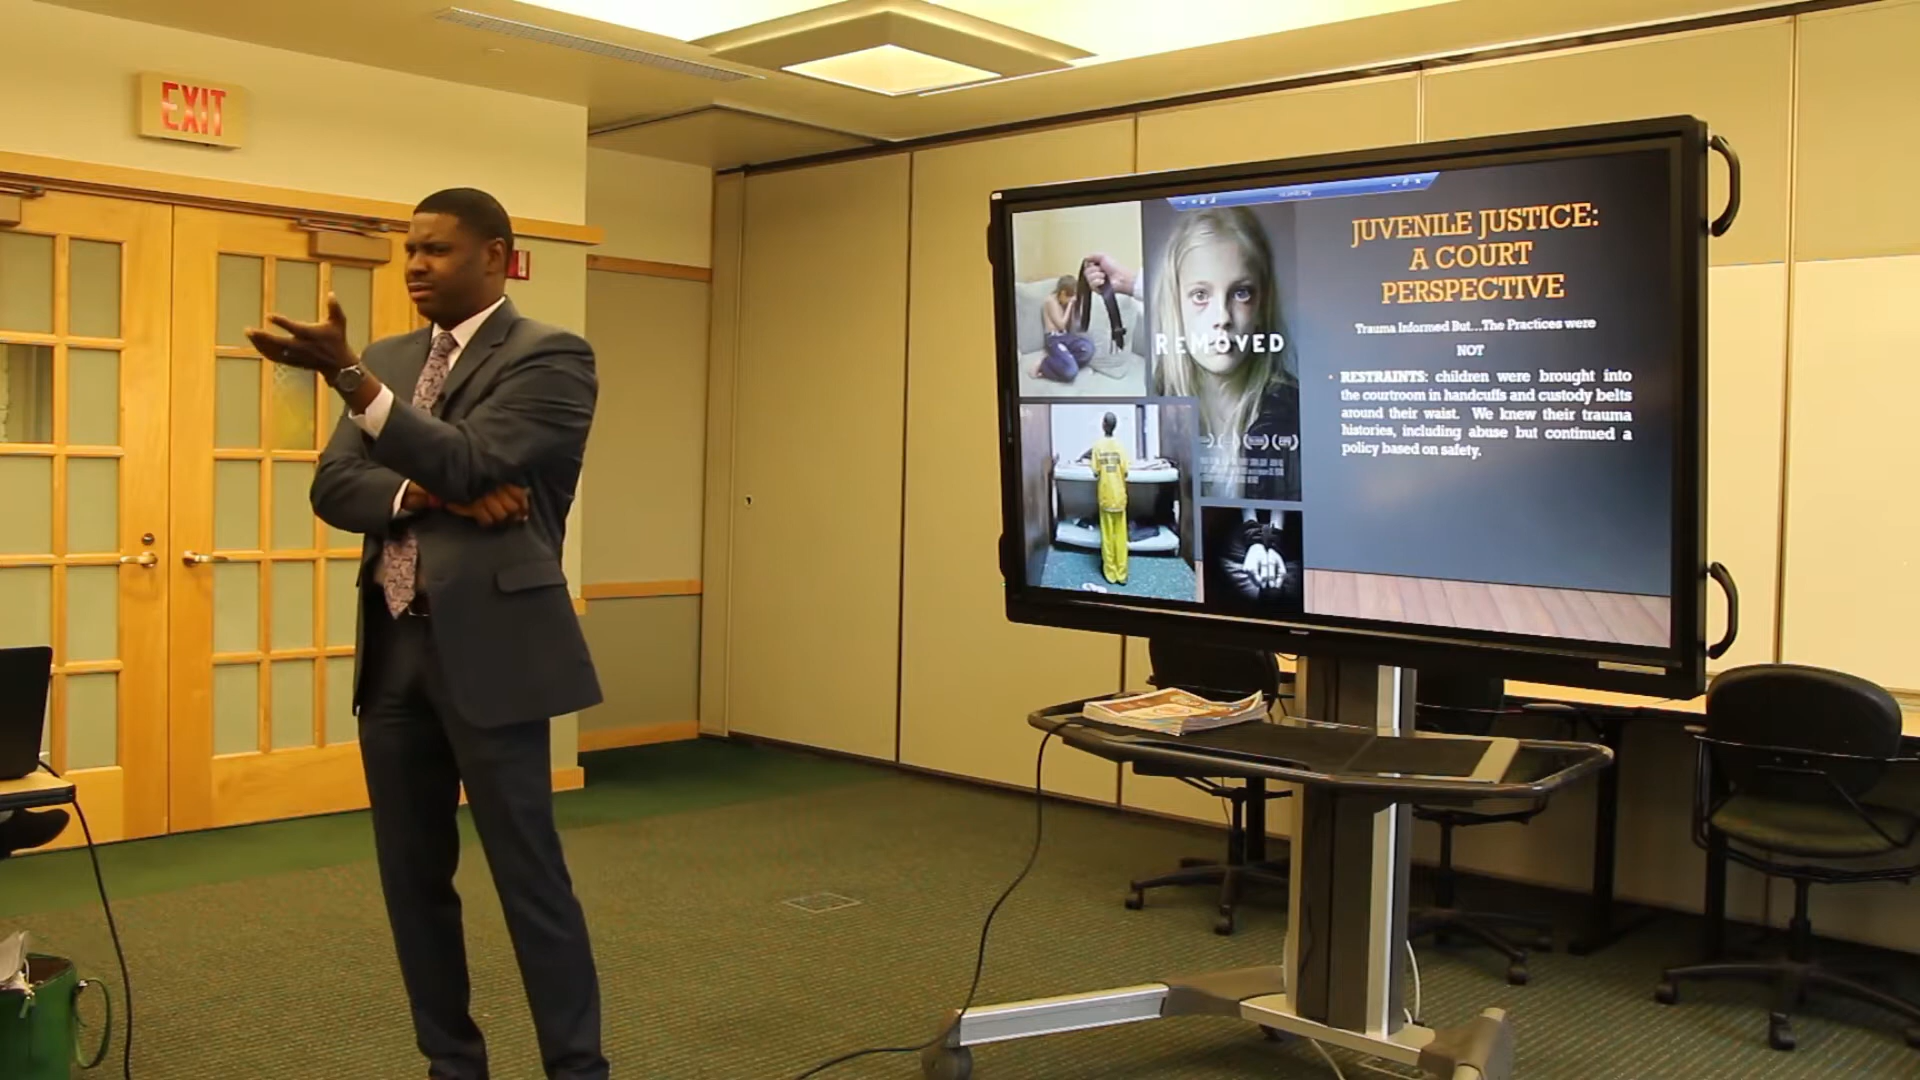 EXIT
JUVENILE JUSTICE:
A COURT
PERSPECTIVE
Trauma Informed But...The Practices were
NOT
• RESTRAINTS: children were brought into
the courtroom in handcuffs and custody belts
around their waist. We knew their trauma
histories, including abuse but continued a
policy based on safety.
REMOVED